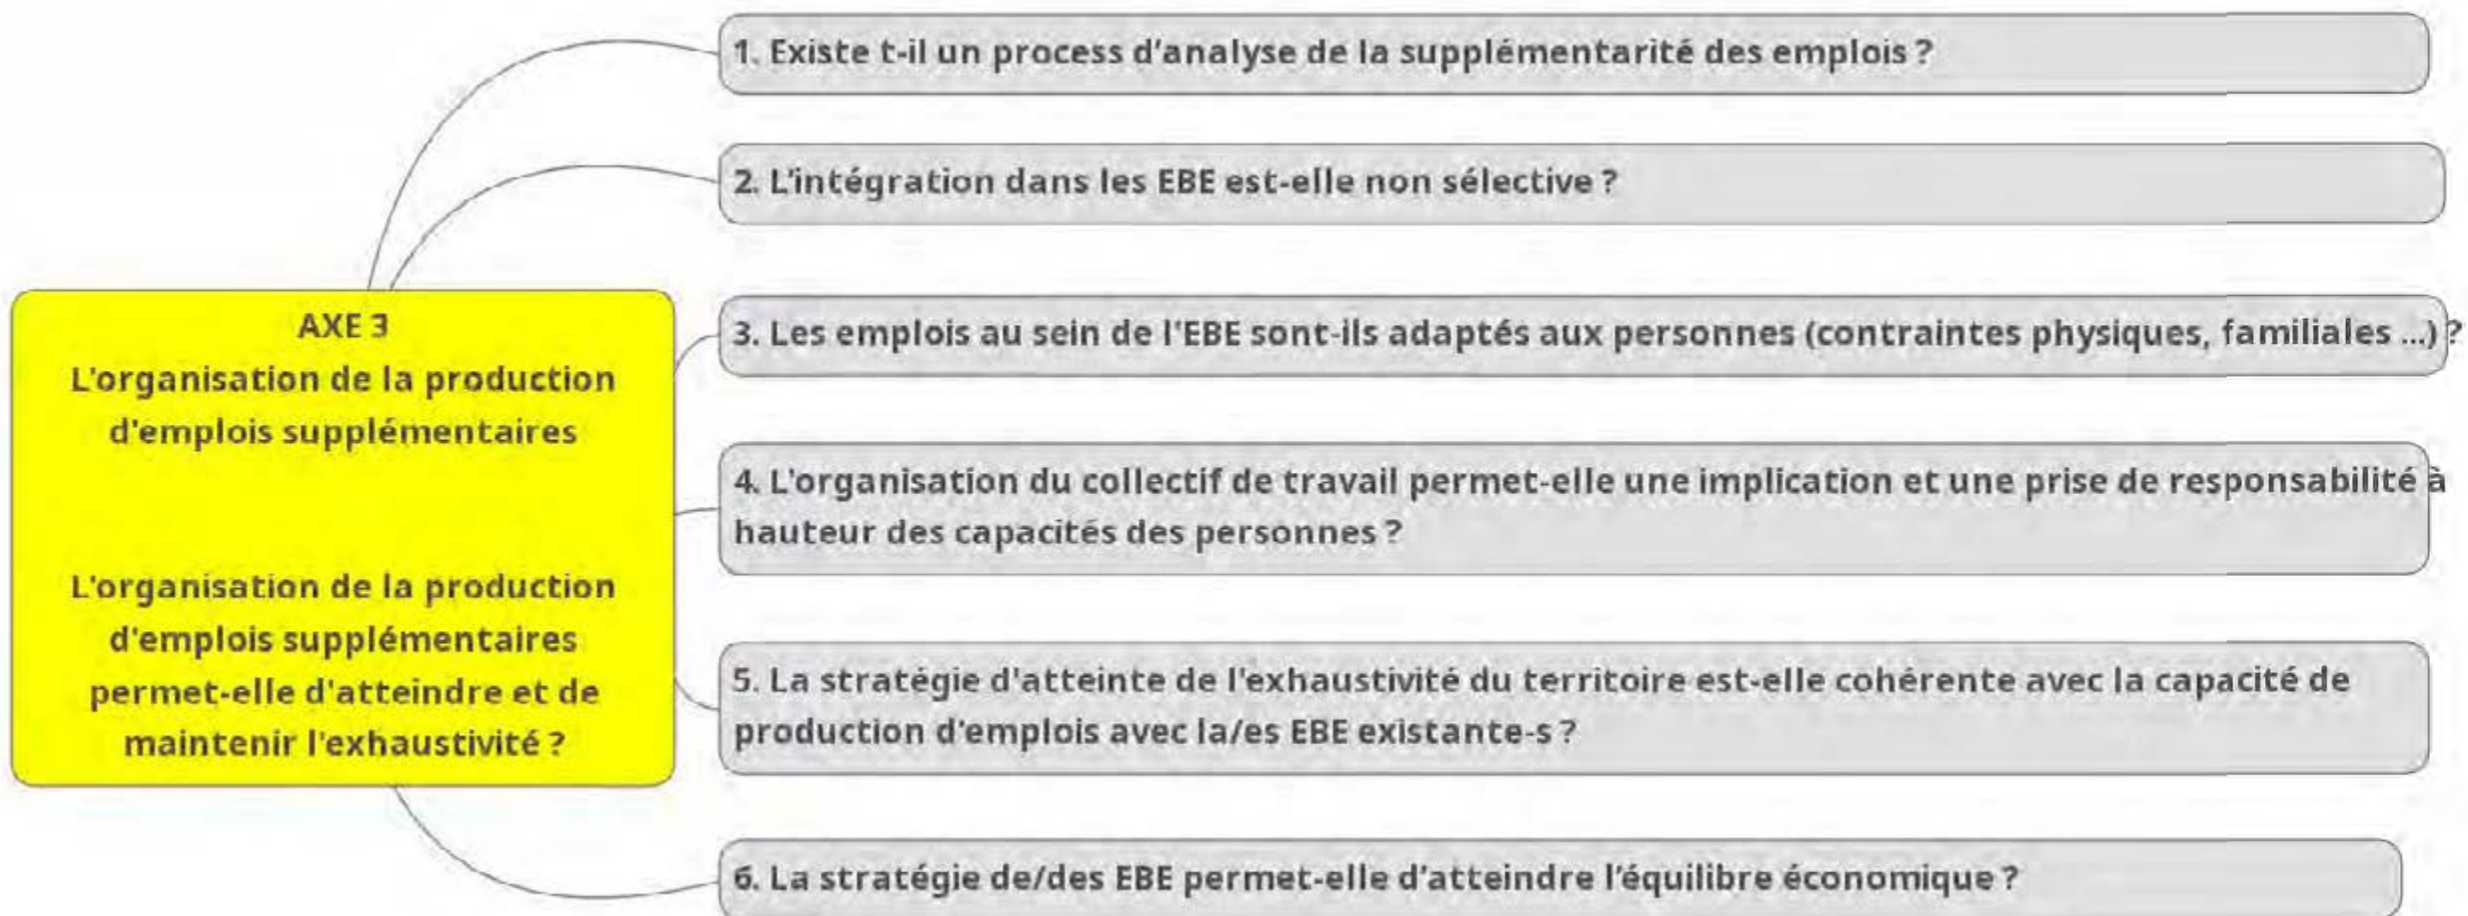 AXE 3
L'organisation de la production
d'emplois supplémentaires
L'organisation de la production
d'emplois supplémentaires
permet-elle d'atteindre et de
maintenir l'exhaustivité ?
1. Existe t-il un process d'analyse de la supplémentarité des emplois ?
2. L'intégration dans les EBE est-elle non sélective ?
3. Les emplois au sein de l'EBE sont-ils adaptés aux personnes (contraintes physiques, familiales ...) ?
4. L'organisation du collectif de travail permet-elle une implication et une prise de responsabilité à
hauteur des capacités des personnes ?
5. La stratégie d'atteinte de l'exhaustivité du territoire est-elle cohérente avec la capacité de
production d'emplois avec la/es EBE existante-s ?
6. La stratégie de/des EBE permet-elle d'atteindre l'équilibre économique ?